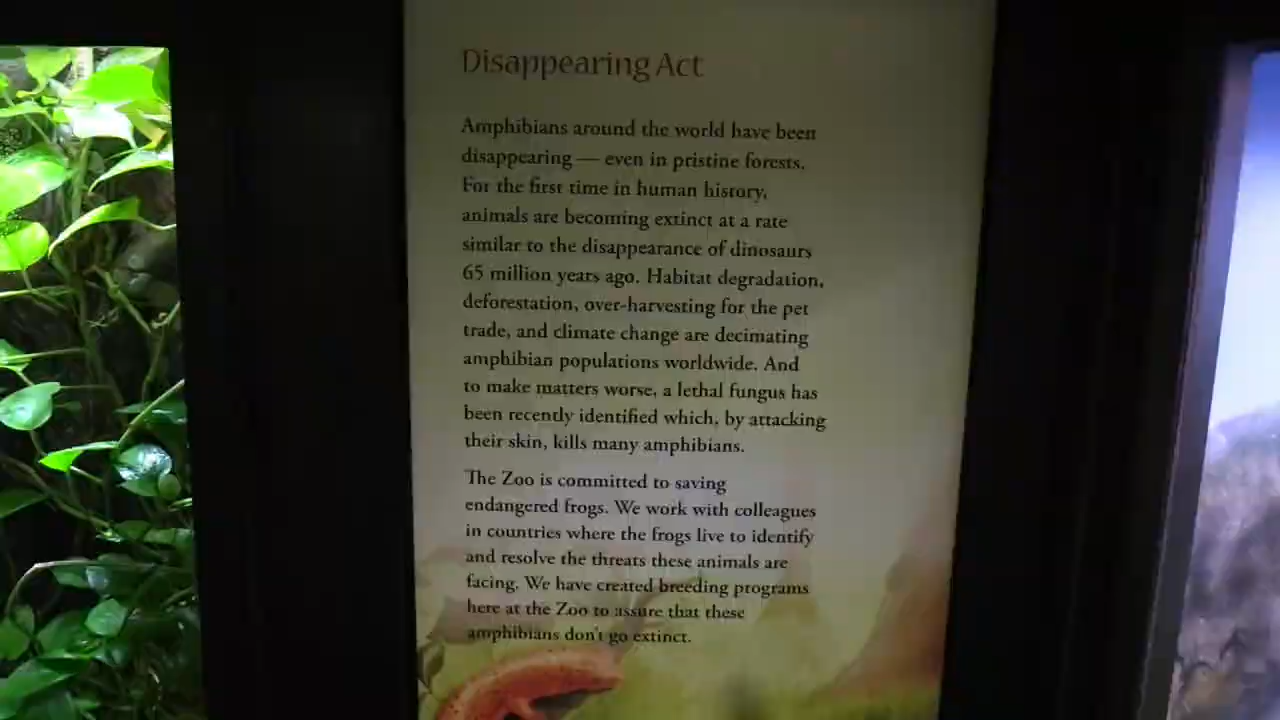 Disappearing Act
Amphibians around the world have been
disappearing — even in pristine forests.
For the first time in human history,
animals are becoming extinct at a rate
similar to the disappearance of dinosaurs
65 million years ago. Habitat degradation,
deforestation, over-harvesting for the pet
trade, and climate change are decimating
amphibian populations worldwide. And
to make matters worse, a lethal fungus has
been recently identified which, by attacking
their skin, kills many amphibians.
The Zoo is committed to saving
endangered frogs. We work with colleagues
in countries where the frogs live to identify
and resolve the threats these animals are
facing. We have created breeding programs
here at the Zoo to assure that these
amphibians don't go extinct.